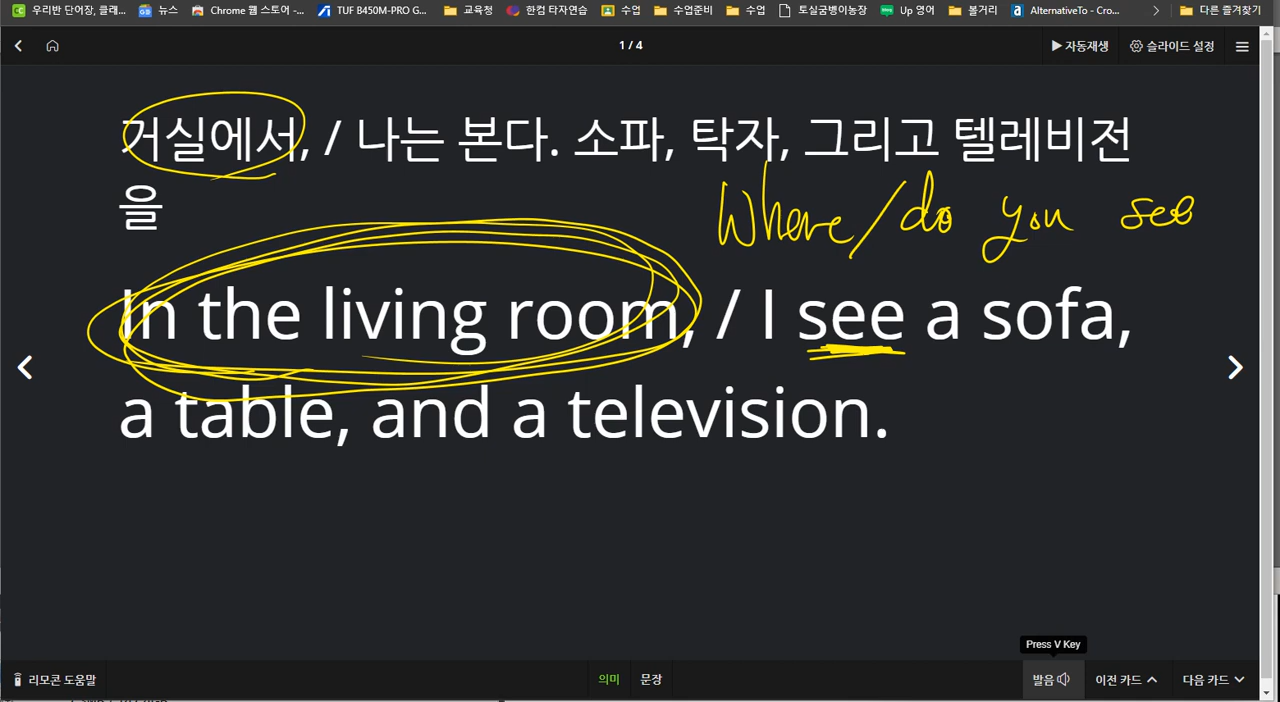 우리반 단어장, 클래... 뉴스 Chrome 웹 스토어 -... TUF B450M-PRO G... 교육청 한컴 타자연습 수업 수업준비 수업 토실굼벵이농장 Up 영어 볼거리 AlternativeTo - Cro... 다른 즐겨찾기
1 / 4 자동재생 슬라이드 설정
거실에서, / 나는 본다. 소파, 탁자, 그리고 텔레비전
을
Where / do you see
In the living room, / I see a sofa,
a table, and a television.
Press V Key
리모콘 도움말 의미 문장 발음 이전 카드 다음 카드